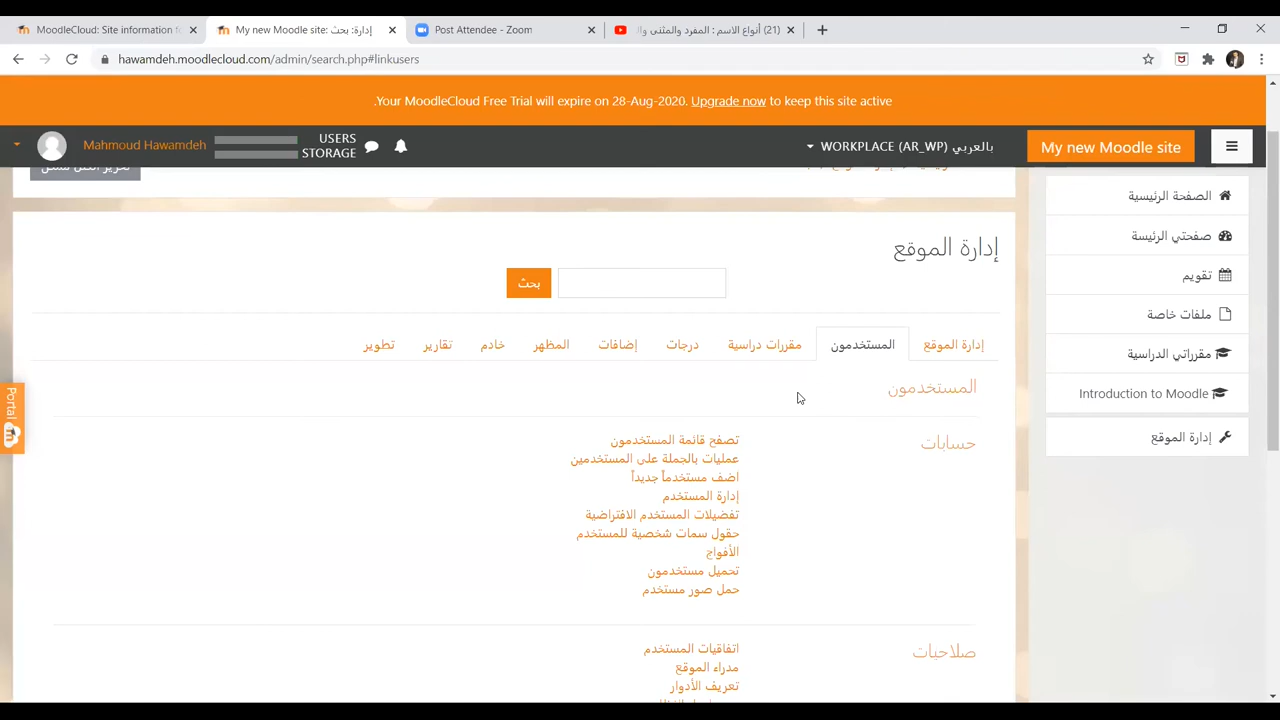 MoodleCloud: Site information f
My new Moodle site: إدارة: بحث
Post Attendee - Zoom
(21) أنواع الاسم : المفرد والمثنى وال
hawamdeh.moodlecloud.com/admin/search.php#linkusers
.Your MoodleCloud Free Trial will expire on 28-Aug-2020. Upgrade now to keep this site active
My new Moodle site
بالعربي WORKPLACE (AR_WP)
USERS
STORAGE
Mahmoud Hawamdeh
الصفحة الرئيسية
صفحتي الرئيسة
تقويم
ملفات خاصة
مقرراتي الدراسية
Introduction to Moodle
إدارة الموقع
إدارة الموقع
بحث
إدارة الموقع
المستخدمون
مقررات دراسية
درجات
إضافات
المظهر
خادم
تقارير
تطوير
المستخدمون
حسابات
تصفح قائمة المستخدمون
عمليات بالجملة على المستخدمين
اضف مستخدماً جديداً
إدارة المستخدم
تفضيلات المستخدم الافتراضية
حقول سمات شخصية للمستخدم
الأفواج
تحميل مستخدمون
حمل صور مستخدم
صلاحيات
اتفاقيات المستخدم
مدراء الموقع
تعريف الأدوار
Portal